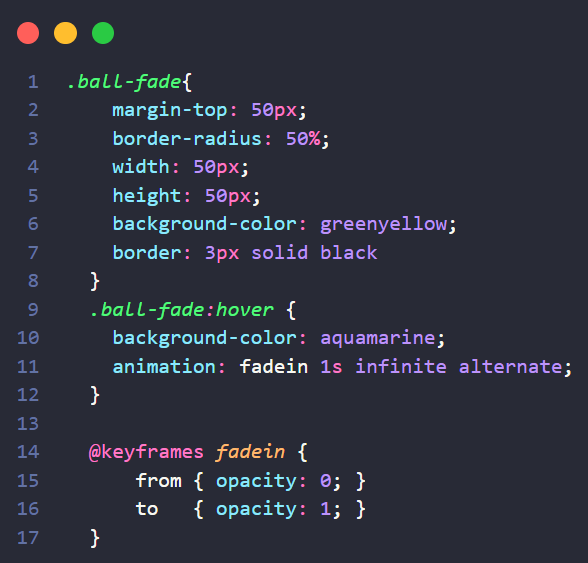 1 .ball-fade{
2 margin-top: 50px;
3 border-radius: 50%;
4 width: 50px;
5 height: 50px;
6 background-color: greenyellow;
7 border: 3px solid black
8 }
9 .ball-fade:hover {
10 background-color: aquamarine;
11 animation: fadein 1s infinite alternate;
12 }
13
14 @keyframes fadein {
15 from { opacity: 0; }
16 to   { opacity: 1; }
17 }